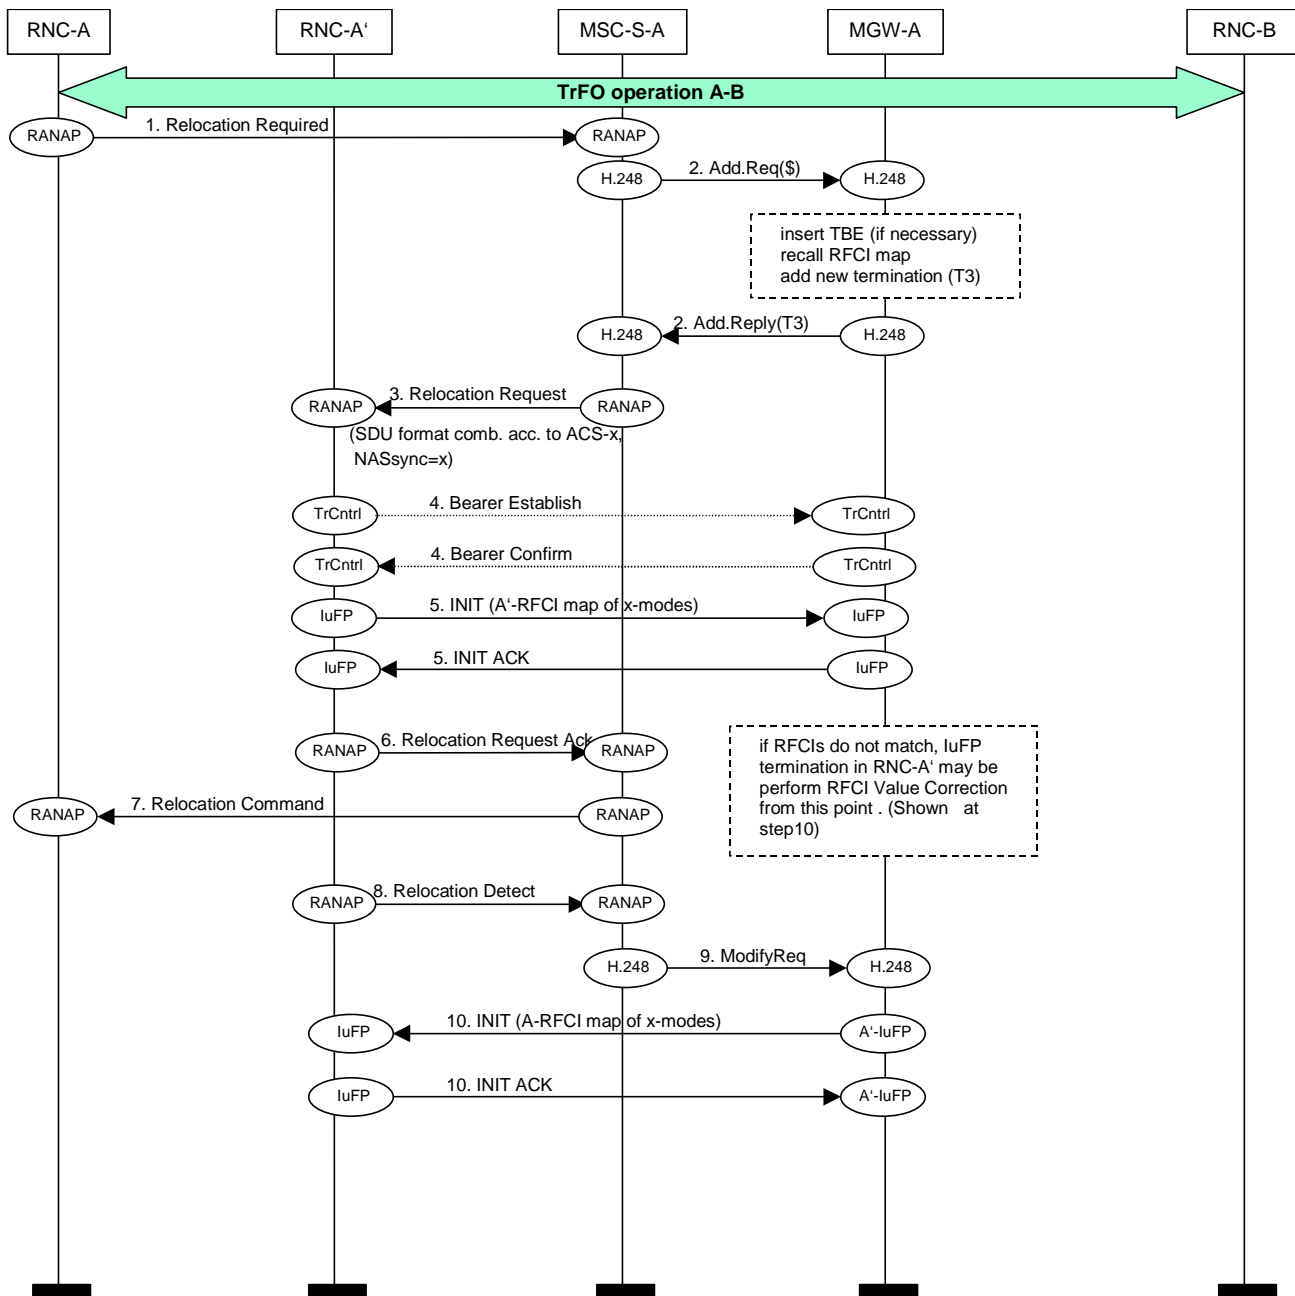 RNC-A
RNC-A‘
MSC-S-A
MGW-A
RNC-B
TrFO operation A-B
1. Relocation Required
RANAP
RANAP
2. Add.Req($)
H.248
H.248
insert TBE (if necessary)
recall RFCI map
add new termination (T3)
2. Add.Reply(T3)
H.248
H.248
3. Relocation Request
RANAP
RANAP
(SDU format comb. acc. to ACS-x,
NASsync=x)
4. Bearer Establish
TrCntrl
TrCntrl
4. Bearer Confirm
TrCntrl
TrCntrl
5. INIT (A‘-RFCI map of x-modes)
IuFP
IuFP
5. INIT ACK
IuFP
IuFP
6. Relocation Request Ack
RANAP
RANAP
if RFCIs do not match, IuFP
termination in RNC-A‘ may be
perform RFCI Value Correction
from this point . (Shown at
step10)
7. Relocation Command
RANAP
RANAP
8. Relocation Detect
RANAP
RANAP
9. ModifyReq
H.248
H.248
10. INIT (A-RFCI map of x-modes)
IuFP
A‘-IuFP
10. INIT ACK
IuFP
A‘-IuFP